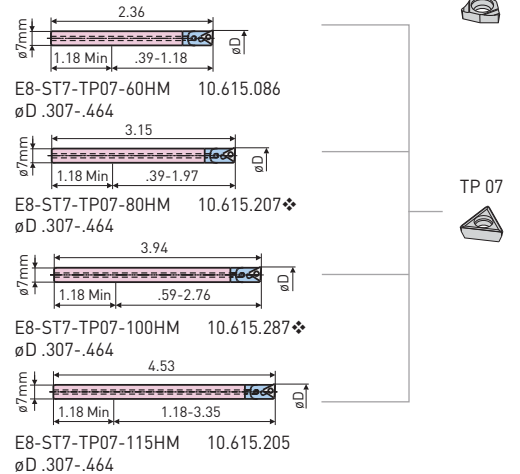 2.36
ø7mm
øD
1.18 Min .39-1.18
E8-ST7-TP07-60HM 10.615.086
øD .307-.464
3.15
ø7mm
øD
1.18 Min .39-1.97
TP 07
E8-ST7-TP07-80HM 10.615.207❖
øD .307-.464
3.94
ø7mm
øD
1.18 Min .59-2.76
E8-ST7-TP07-100HM 10.615.287❖
øD .307-.464
4.53
ø7mm
øD
1.18 Min 1.18-3.35
E8-ST7-TP07-115HM 10.615.205
øD .307-.464